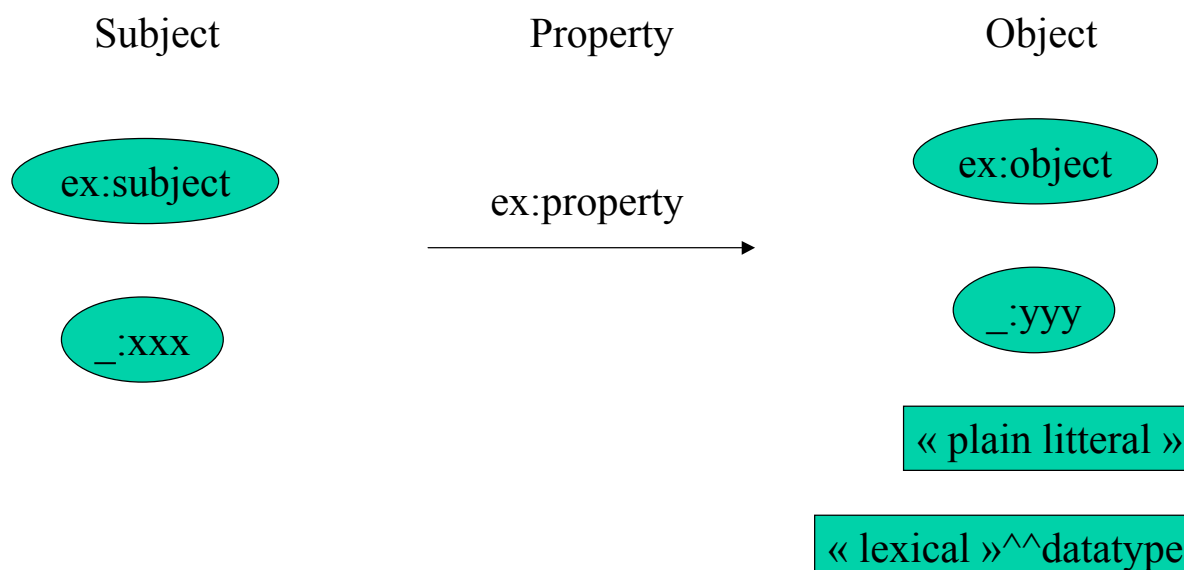 Subject
Property
Object
ex:subject
ex:property
ex:object
_:xxx
_:yyy
« plain litteral »
« lexical »^^datatype